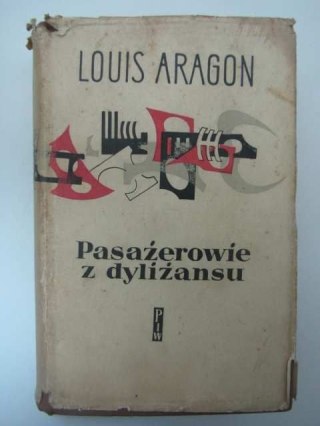 LOUIS ARAGON
Pasażerowie
z dyliżansu
PIW